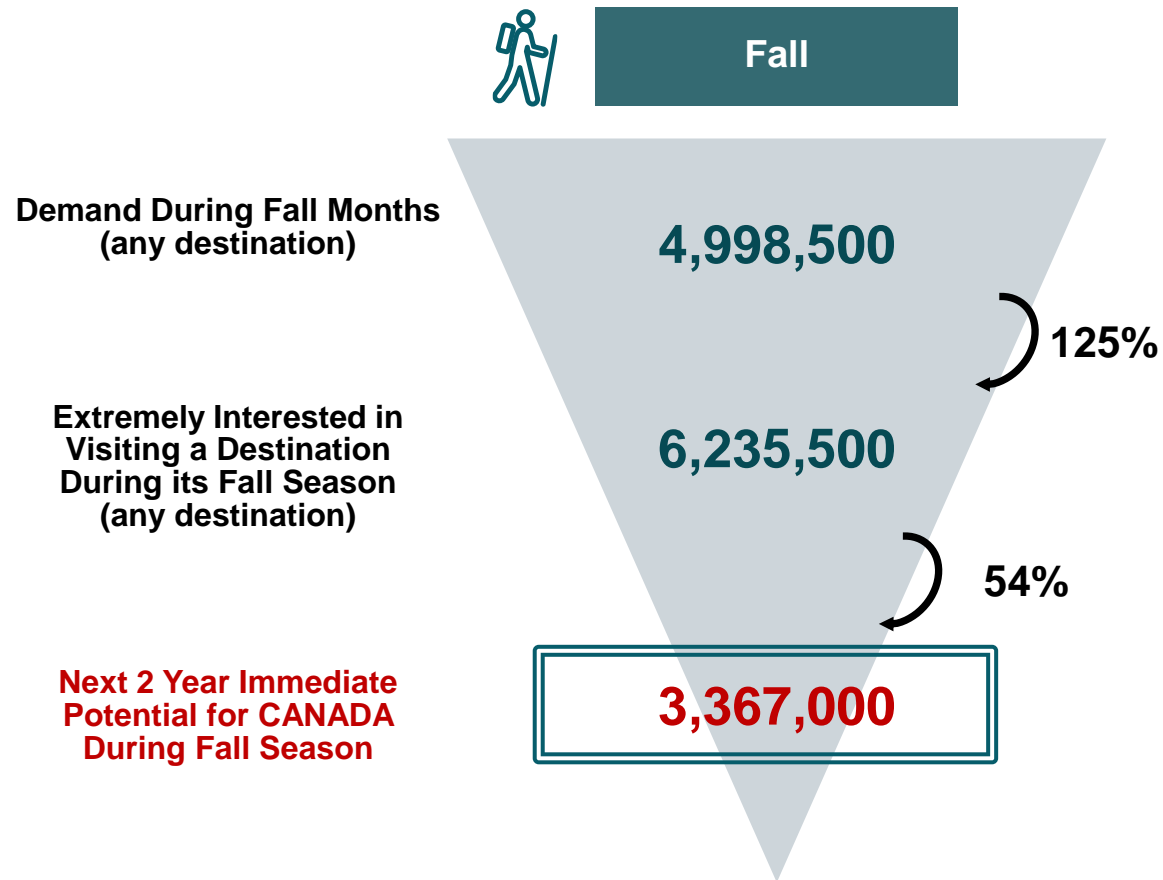 Fall
Demand During Fall Months
(any destination)
4,998,500
125%
Extremely Interested in
Visiting a Destination
During its Fall Season
(any destination)
6,235,500
54%
Next 2 Year Immediate
Potential for CANADA
During Fall Season
3,367,000